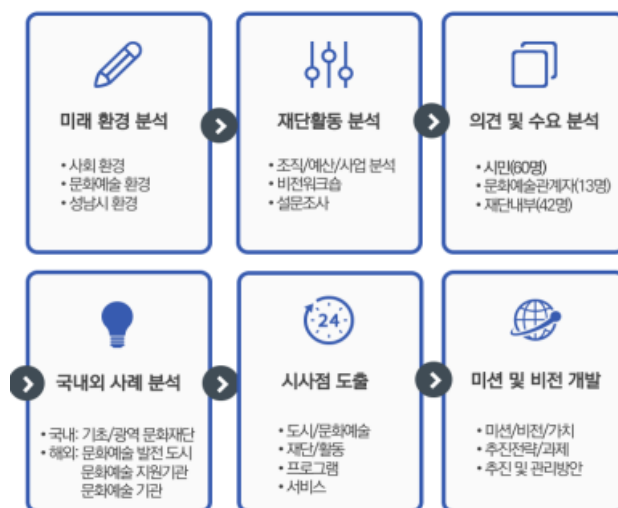 미래 환경 분석
• 사회 환경
• 문화예술 환경
• 성남시 환경
재단활동 분석
• 조직/예산/사업 분석
• 비전워크숍
• 설문조사
의견 및 수요 분석
• 시민(60명)
• 문화예술관계자(13명)
• 재단내부(42명)
국내외 사례 분석
• 국내: 기초/광역 문화재단
• 해외: 문화예술 발전 도시
문화예술 지원기관
문화예술 기관
24
시사점 도출
• 도시/문화예술
• 재단/활동
• 프로그램
• 서비스
미션 및 비전 개발
• 미션/비전/가치
• 추진전략/과제
• 추진 및 관리방안